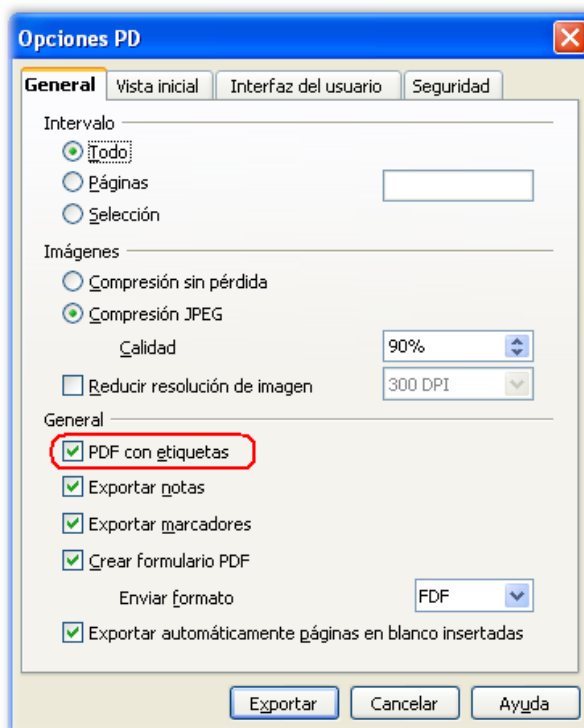 Opciones PD
General Vista inicial Interfaz del usuario Seguridad
Intervalo
Todo
Páginas
Selección
Imágenes
Compresión sin pérdida
Compresión JPEG
Calidad 90%
Reducir resolución de imagen 300 DPI
General
PDF con etiquetas
Exportar notas
Exportar marcadores
Crear formulario PDF
Enviar formato FDF
Exportar automáticamente páginas en blanco insertadas
Exportar Cancelar Ayuda